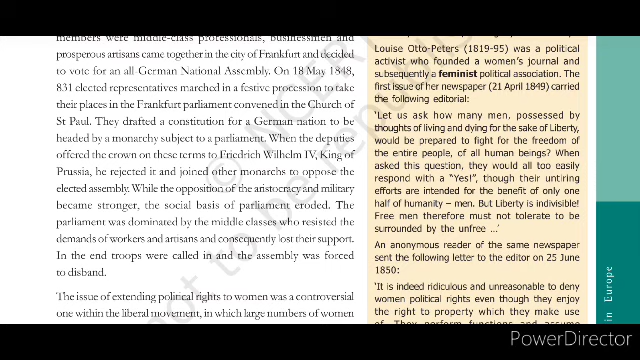 members were middle-class professionals, businessmen and
prosperous artisans came together in the city of Frankfurt and decided
to vote for an all-German National Assembly. On 18 May 1848,
831 elected representatives marched in a festive procession to take
their places in the Frankfurt parliament convened in the Church of
St Paul. They drafted a constitution for a German nation to be
headed by a monarchy subject to a parliament. When the deputies
offered the crown on these terms to Friedrich Wilhelm IV, King of
Prussia, he rejected it and joined other monarchs to oppose the
elected assembly. While the opposition of the aristocracy and military
became stronger, the social basis of parliament eroded. The
parliament was dominated by the middle classes who resisted the
demands of workers and artisans and consequently lost their support.
In the end troops were called in and the assembly was forced
to disband.
The issue of extending political rights to women was a controversial
one within the liberal movement, in which large numbers of women
Louise Otto-Peters (1819-95) was a political
activist who founded a women's journal and
subsequently a feminist political association. The
first issue of her newspaper (21 April 1849) carried
the following editorial:
'Let us ask how many men, possessed by
thoughts of living and dying for the sake of Liberty,
would be prepared to fight for the freedom of
the entire people, of all human beings? When
asked this question, they would all too easily
respond with a "Yes!", though their untiring
efforts are intended for the benefit of only one
half of humanity – men. But Liberty is indivisible!
Free men therefore must not tolerate to be
surrounded by the unfree ...'
An anonymous reader of the same newspaper
sent the following letter to the editor on 25 June
1850:
'It is indeed ridiculous and unreasonable to deny
women political rights even though they enjoy
the right to property which they make use
of. They perform functions and assume
in Europe
not to be
PowerDirector